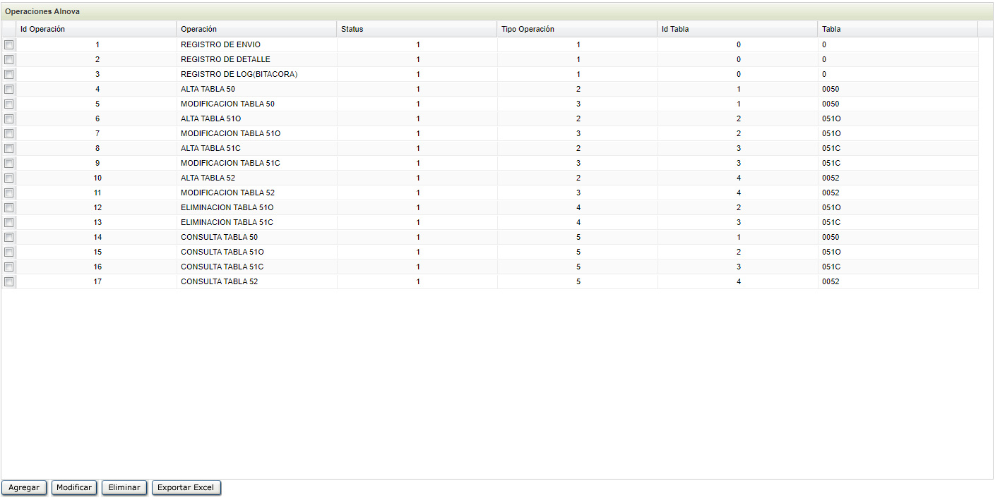 Operaciones Alnova
Id Operación Operación Status Tipo Operación Id Tabla Tabla
1 REGISTRO DE ENVIO 1 1 0 0
2 REGISTRO DE DETALLE 1 1 0 0
3 REGISTRO DE LOG(BITACORA) 1 1 0 0
4 ALTA TABLA 50 1 2 1 0050
5 MODIFICACION TABLA 50 1 3 1 0050
6 ALTA TABLA 51O 1 2 2 051O
7 MODIFICACION TABLA 51O 1 3 2 051O
8 ALTA TABLA 51C 1 2 3 051C
9 MODIFICACION TABLA 51C 1 3 3 051C
10 ALTA TABLA 52 1 2 4 0052
11 MODIFICACION TABLA 52 1 3 4 0052
12 ELIMINACION TABLA 51O 1 4 2 051O
13 ELIMINACION TABLA 51C 1 4 3 051C
14 CONSULTA TABLA 50 1 5 1 0050
15 CONSULTA TABLA 51O 1 5 2 051O
16 CONSULTA TABLA 51C 1 5 3 051C
17 CONSULTA TABLA 52 1 5 4 0052
Agregar Modificar Eliminar Exportar Excel